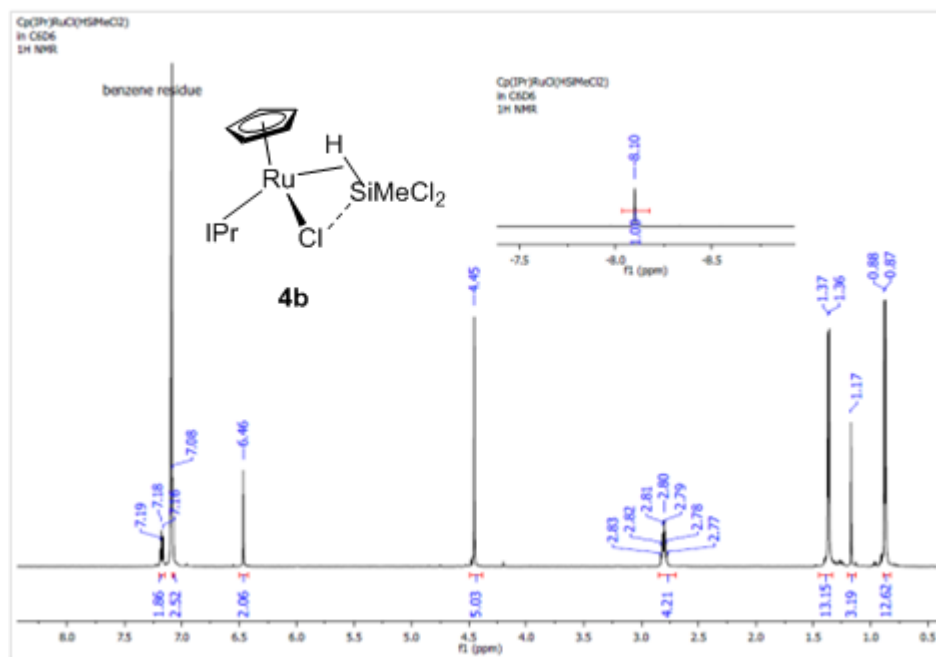 Cp(IPr)RuCl(HSiMeCl2)
in C6D6
1H NMR
benzene residue
Cp(IPr)RuCl(HSiMeCl2)
in C6D6
1H NMR
H
Ru
SiMeCl2
IPr
Cl
4b
-8.10
1.00
-7.5 -8.0 -8.5
f1 (ppm)
7.19
7.18
7.16
7.08
6.46
4.45
2.83
2.82
2.81
2.80
2.79
2.78
2.77
1.37
1.36
1.17
0.88
0.87
1.86
2.52
2.06
5.03
4.21
13.15
3.19
12.62
8.0 7.5 7.0 6.5 6.0 5.5 5.0 4.5 4.0 3.5 3.0 2.5 2.0 1.5 1.0 0.5
f1 (ppm)